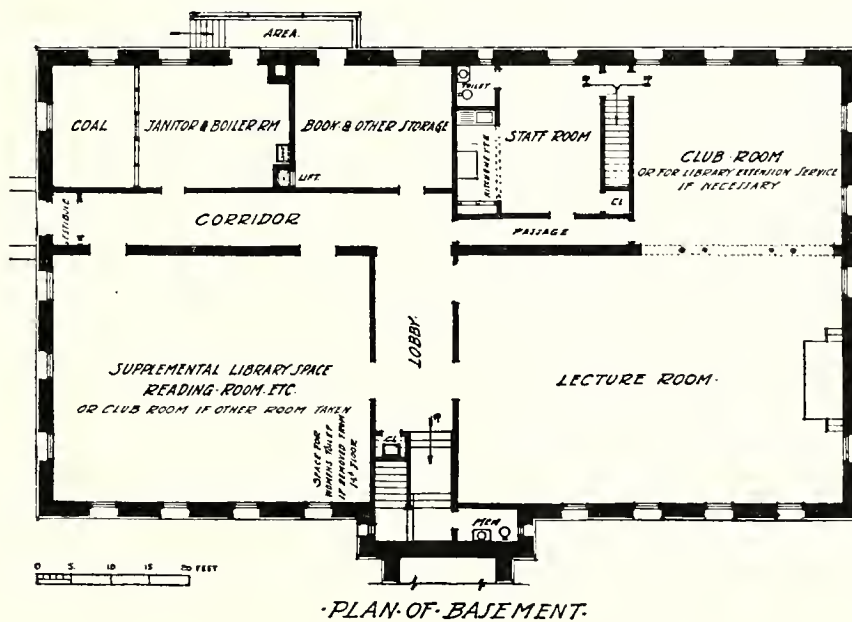 AREA.
COAL
JANITOR & BOILER RM
BOOK & OTHER STORAGE
LIFT.
TOILET
KITCHENETTE
STAFF ROOM
CL
UP
CLUB ROOM
OR FOR LIBRARY EXTENSION SERVICE
IF NECESSARY
VESTIBULE
CORRIDOR
PASSAGE
LOBBY.
SUPPLEMENTAL LIBRARY SPACE
READING ROOM. ETC.
OR CLUB ROOM IF OTHER ROOM TAKEN
SPACE FOR
WOMENS TOILET
IF REMOVED FROM
1ST FLOOR
CL
UP
LECTURE ROOM.
MEN
0 5. 10 15 20 FEET
·PLAN·OF·BASEMENT·